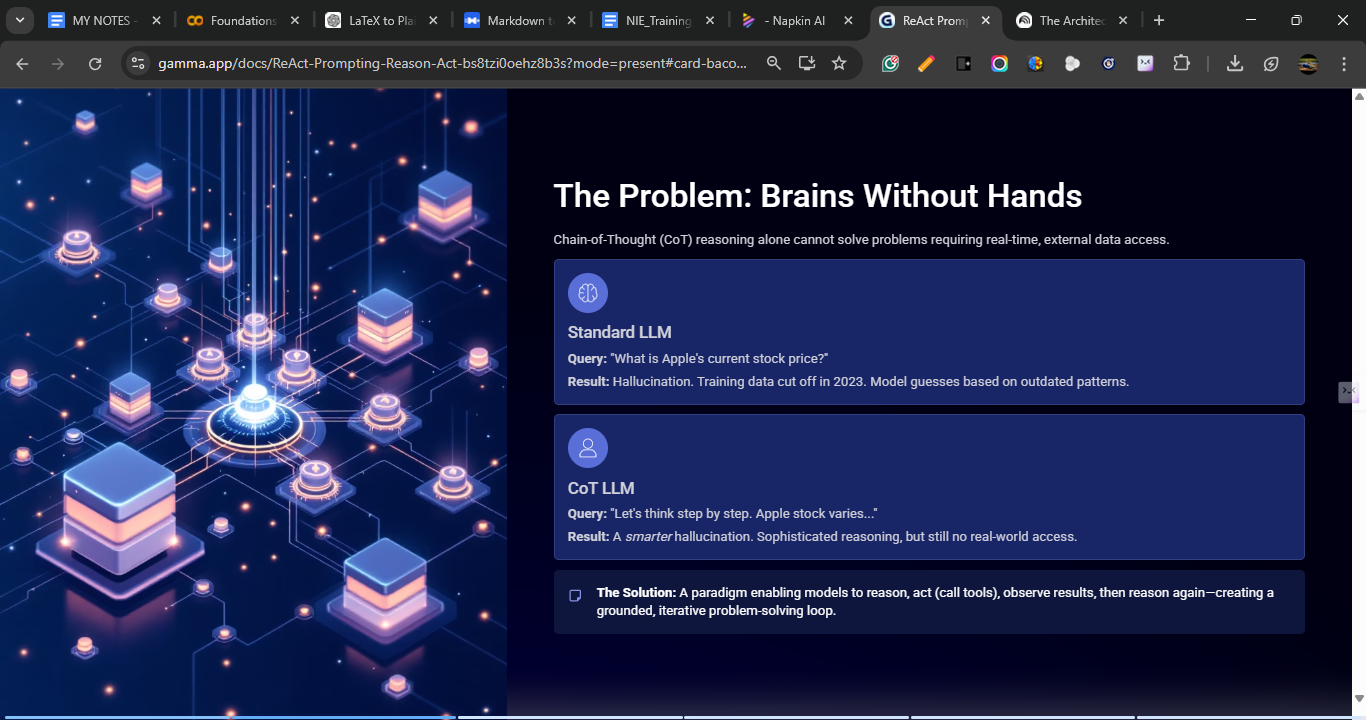 MY NOTES -
Foundations
LaTeX to Plai
Markdown t
NIE_Training
- Napkin AI
ReAct Prom
The Architec
gamma.app/docs/ReAct-Prompting-Reason-Act-bs8tzi0oehz8b3s?mode=present#card-baco...
The Problem: Brains Without Hands
Chain-of-Thought (CoT) reasoning alone cannot solve problems requiring real-time, external data access.
Standard LLM
Query: "What is Apple's current stock price?"
Result: Hallucination. Training data cut off in 2023. Model guesses based on outdated patterns.
CoT LLM
Query: "Let's think step by step. Apple stock varies..."
Result: A smarter hallucination. Sophisticated reasoning, but still no real-world access.
The Solution: A paradigm enabling models to reason, act (call tools), observe results, then reason again—creating a
grounded, iterative problem-solving loop.